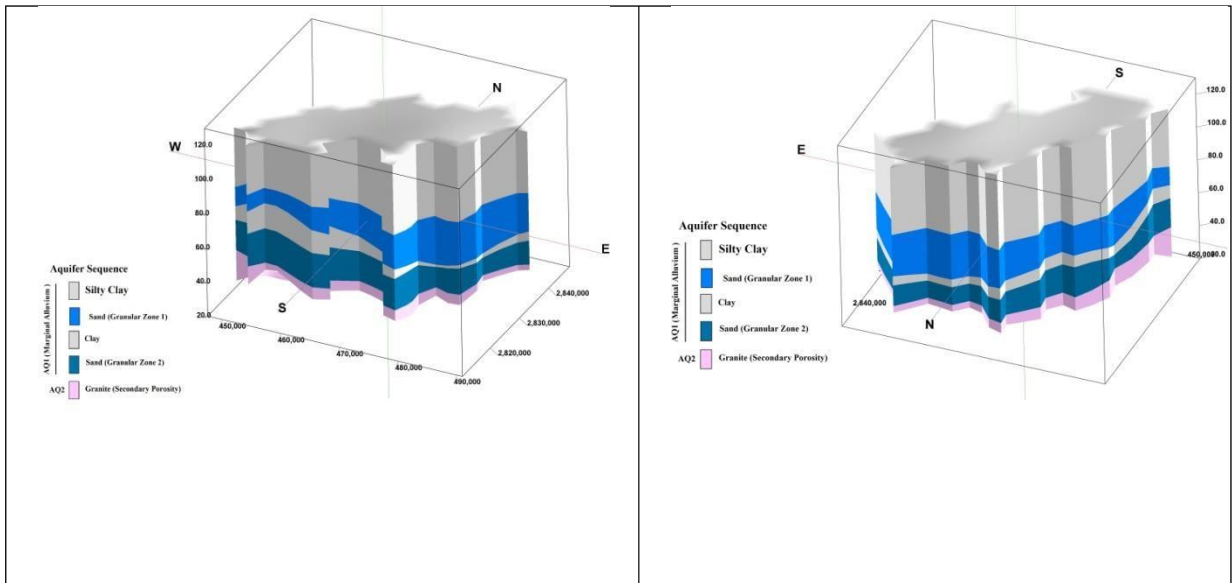 N
W
120.0
100.0
80.0
60.0
40.0
20.0
E
S
450,000
460,000
470,000
480,000
490,000
2,820,000
2,830,000
2,840,000
Aquifer Sequence
AQ1 (Marginal Alluvium)
Silty Clay
Sand (Granular Zone 1)
Clay
Sand (Granular Zone 2)
AQ2 Granite (Secondary Porosity)
S
120.0
100.0
80.0
60.0
40.0
450,000
E
2,840,000
N
Aquifer Sequence
AQ1 (Marginal Alluvium)
Silty Clay
Sand (Granular Zone 1)
Clay
Sand (Granular Zone 2)
AQ2 Granite (Secondary Porosity)